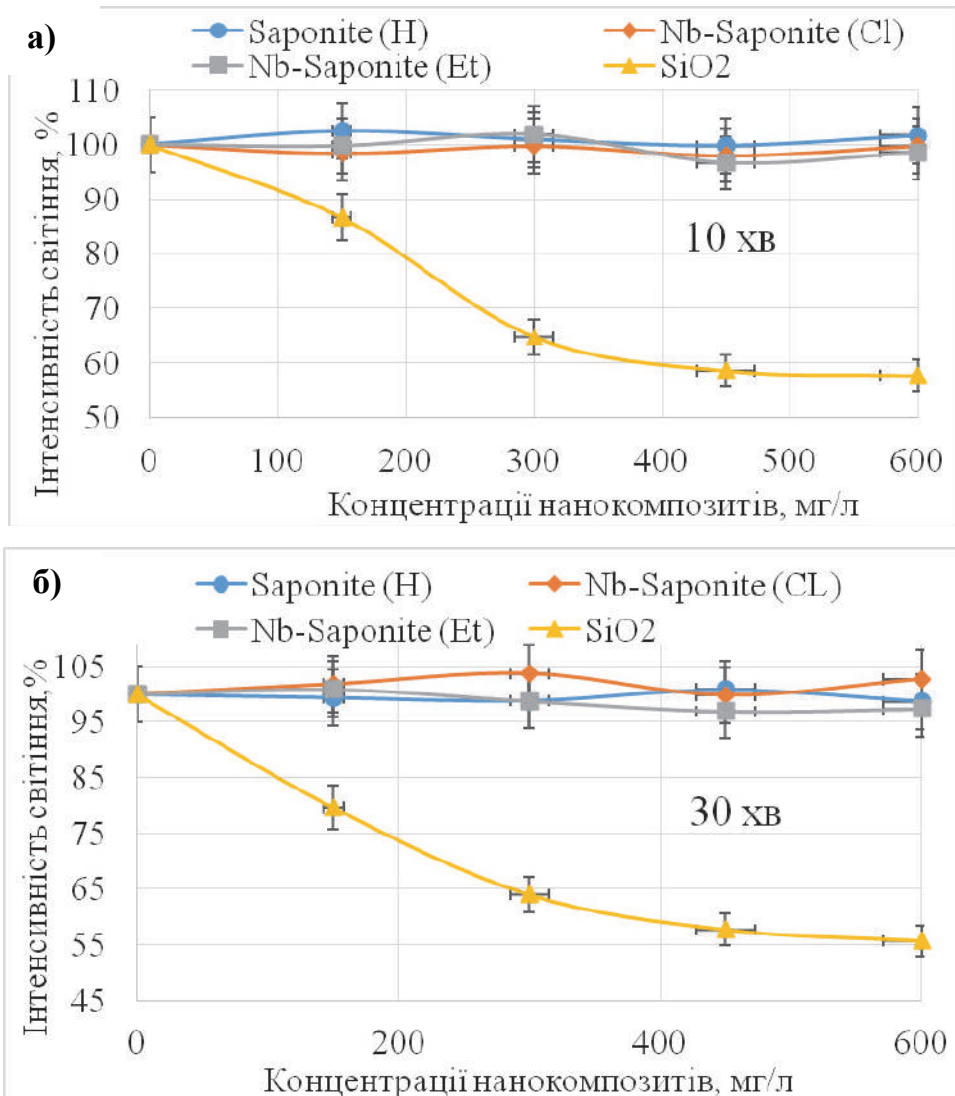 а)
Saponite (H)
Nb-Saponite (Cl)
Nb-Saponite (Et)
SiO2
Інтенсивність світіння, %
110
100
90
80
70
60
50
10 хв
0
100
200
300
400
500
600
Концентрації нанокомпозитів, мг/л
б)
Saponite (H)
Nb-Saponite (CL)
Nb-Saponite (Et)
SiO2
Інтенсивність світіння,%
105
95
85
75
65
55
45
30 хв
0
200
400
600
Концентрації нанокомпозитів, мг/л